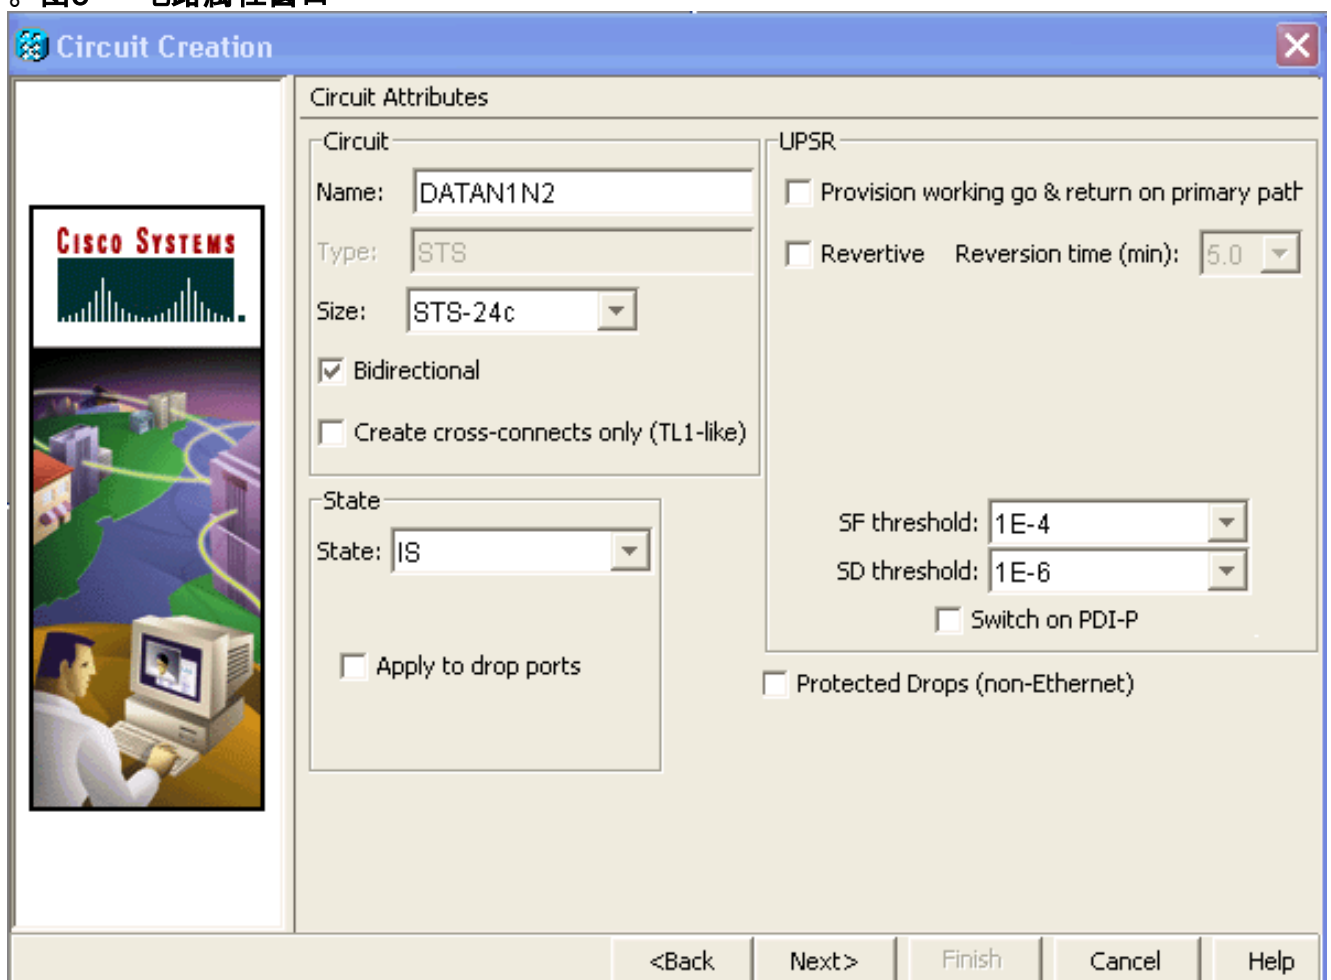 Circuit Creation
Circuit Attributes
CISCO SYSTEMS
Circuit
Name: DATAN1N2
Type: STS
Size: STS-24c
Bidirectional
Create cross-connects only (TL1-like)
State
State: IS
Apply to drop ports
UPSR
Provision working go & return on primary path
Revertive Reversion time (min): 5.0
SF threshold: 1E-4
SD threshold: 1E-6
Switch on PDI-P
Protected Drops (non-Ethernet)
<Back Next> Finish Cancel Help